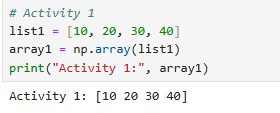 # Activity 1
list1 = [10, 20, 30, 40]
array1 = np.array(list1)
print("Activity 1:", array1)
Activity 1: [10 20 30 40]